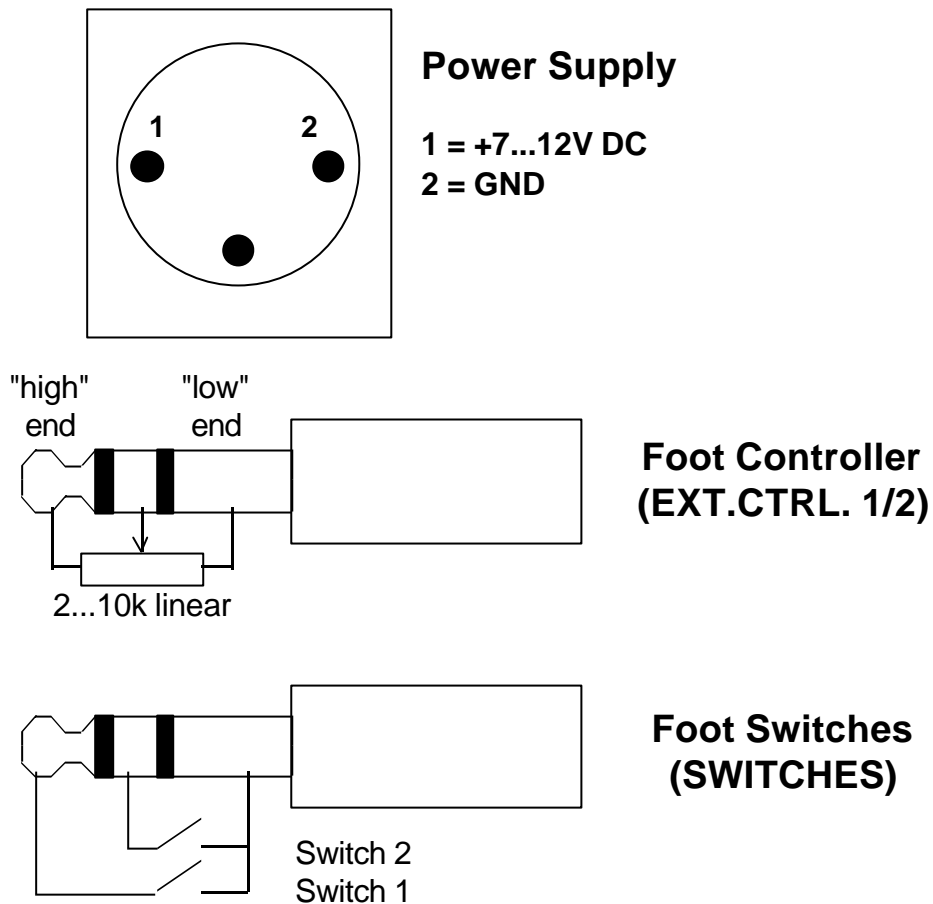 Power Supply
1 2
1 = +7...12V DC
2 = GND
"high" "low"
end end
Foot Controller
(EXT.CTRL. 1/2)
2...10k linear
Foot Switches
(SWITCHES)
Switch 2
Switch 1